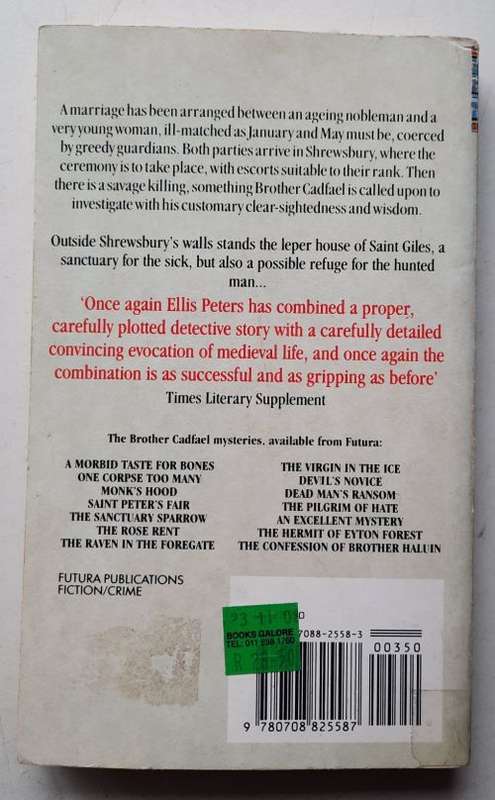 A marriage has been arranged between an ageing nobleman and a
very young woman, ill-matched as January and May must be, coerced
by greedy guardians. Both parties arrive in Shrewsbury, where the
ceremony is to take place, with escorts suitable to their rank. Then
there is a savage killing, something Brother Cadfael is called upon to
investigate with his customary clear-sightedness and wisdom.
Outside Shrewsbury's walls stands the leper house of Saint Giles, a
sanctuary for the sick, but also a possible refuge for the hunted
man...
'Once again Ellis Peters has combined a proper,
carefully plotted detective story with a carefully detailed
convincing evocation of medieval life, and once again the
combination is as successful and as gripping as before'
Times Literary Supplement
The Brother Cadfael mysteries, available from Futura:
A MORBID TASTE FOR BONES
ONE CORPSE TOO MANY
MONK'S HOOD
SAINT PETER'S FAIR
THE SANCTUARY SPARROW
THE ROSE RENT
THE RAVEN IN THE FOREGATE
THE VIRGIN IN THE ICE
DEVIL'S NOVICE
DEAD MAN'S RANSOM
THE PILGRIM OF HATE
AN EXCELLENT MYSTERY
THE HERMIT OF EYTON FOREST
THE CONFESSION OF BROTHER HALUIN
FUTURA PUBLICATIONS
FICTION/CRIME
BOOKS GALORE
7088-2558-3
00350
9 780708 825587